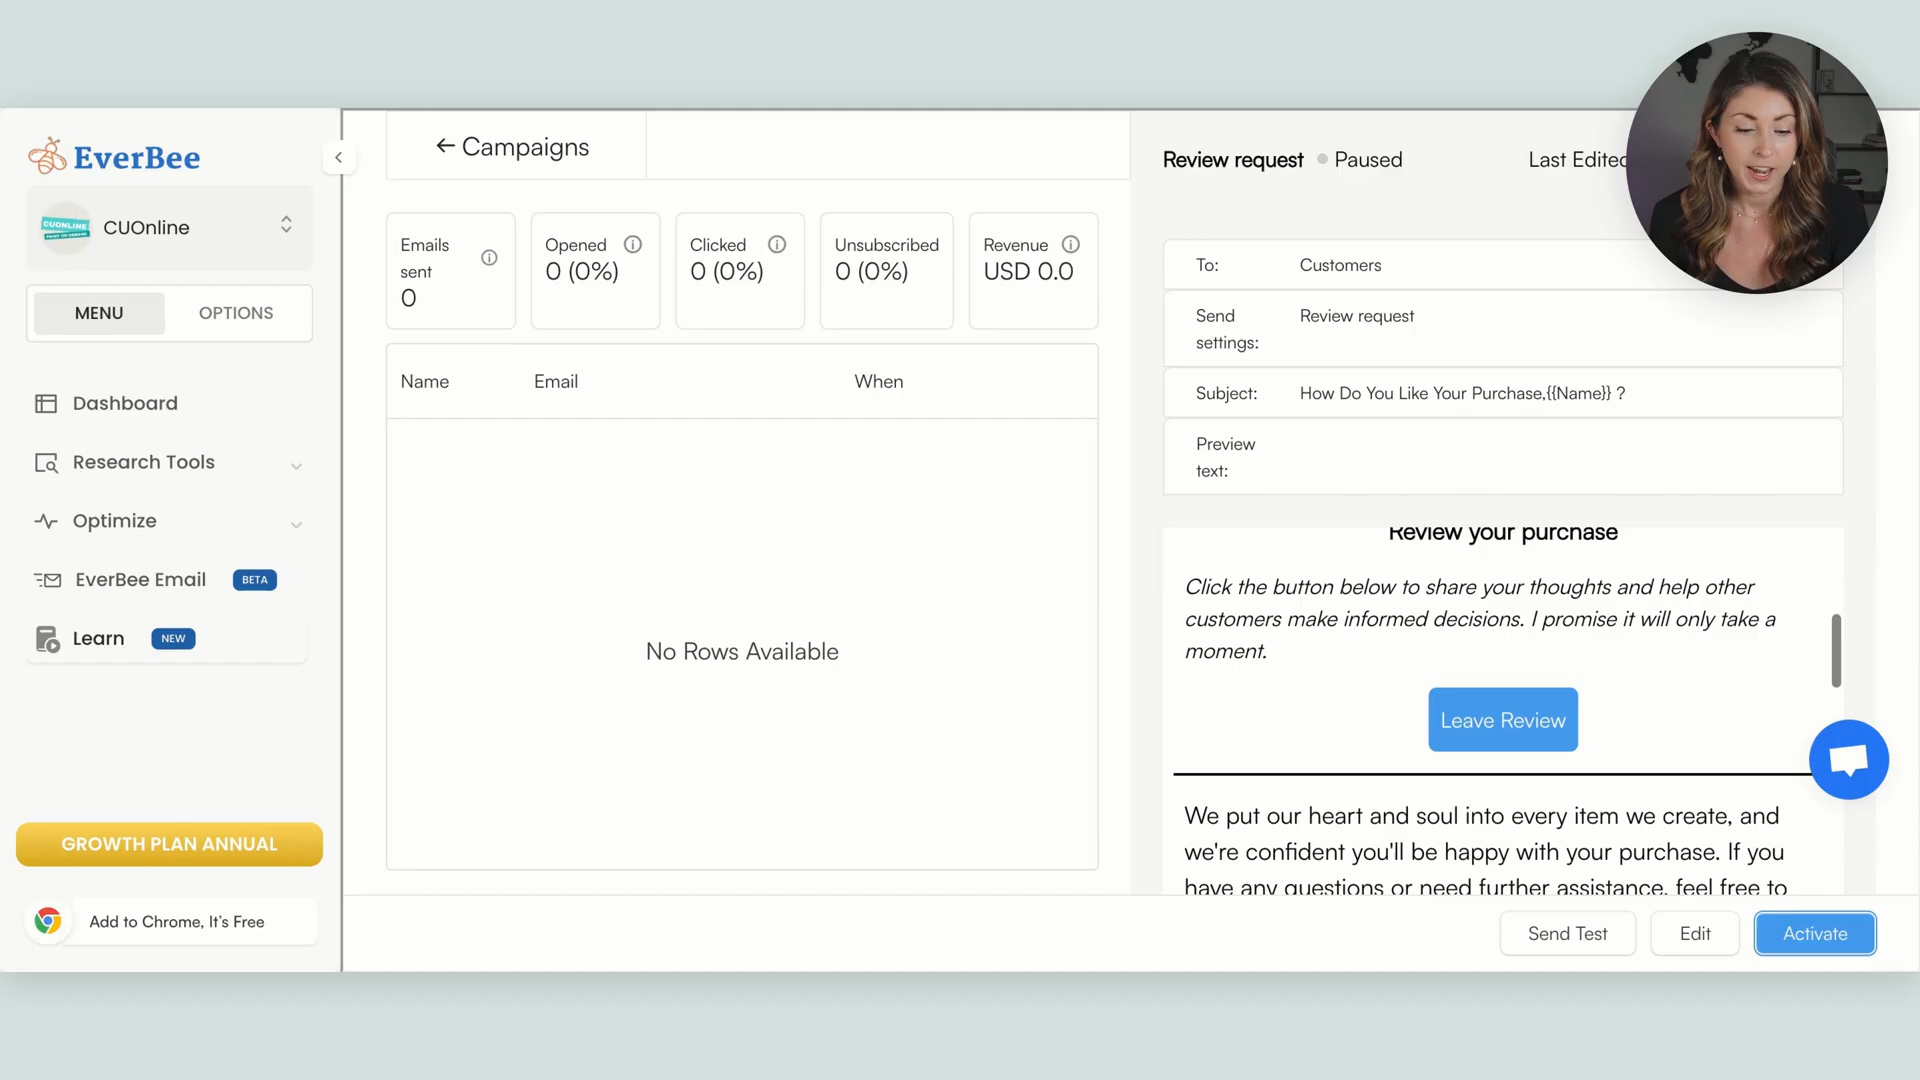 EverBee
CUONLINE
CUOnline
MENU
OPTIONS
Dashboard
Research Tools
Optimize
EverBee Email
BETA
Learn
NEW
GROWTH PLAN ANNUAL
Add to Chrome, It's Free
← Campaigns
Emails
sent
0
Opened
0 (0%)
Clicked
0 (0%)
Unsubscribed
0 (0%)
Revenue
USD 0.0
Name
Email
When
No Rows Available
Review request
Paused
Last Edited
To:
Customers
Send
settings:
Review request
Subject:
How Do You Like Your Purchase,{{Name}} ?
Preview
text:
Review your purchase
Click the button below to share your thoughts and help other
customers make informed decisions. I promise it will only take a
moment.
Leave Review
We put our heart and soul into every item we create, and
we're confident you'll be happy with your purchase. If you
have any questions or need further assistance, feel free to
Send Test
Edit
Activate